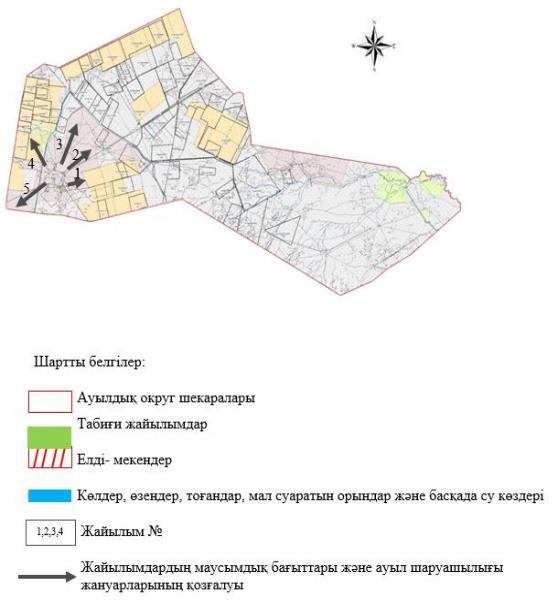 3
2
4
1
5
Шартты белгілер:
Ауылдық округ шекаралары
Табиғи жайылымдар
Елді- мекендер
Көлдер, өзендер, тоғандар, мал суаратын орындар және басқада су көздері
1,2,3,4 Жайылым №
Жайылымдардың маусымдық бағыттары және ауыл шаруашылығы
жануарларының қозғалуы